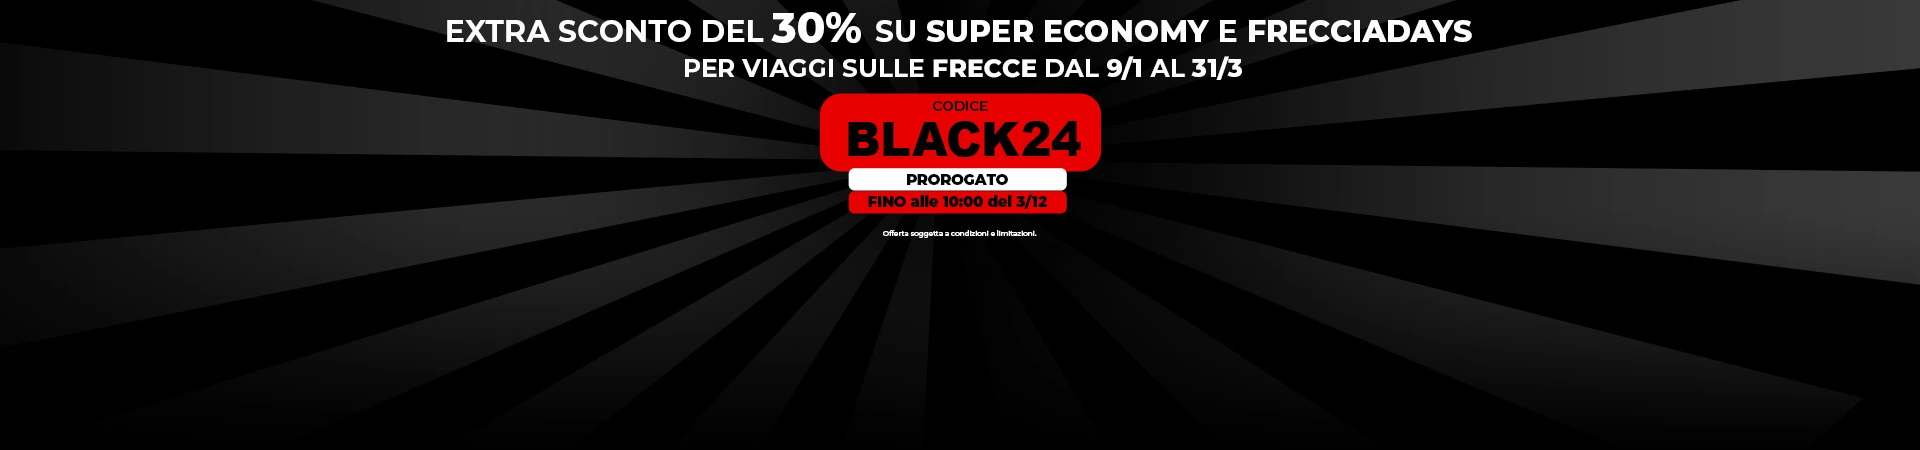 EXTRA SCONTO DEL 30% SU SUPER ECONOMY E FRECCIADAYS
PER VIAGGI SULLE FRECCE DAL 9/1 AL 31/3
CODICE
BLACK24
PROROGATO
FINO alle 10:00 del 3/12
Offerta soggetta a condizioni e limitazioni.